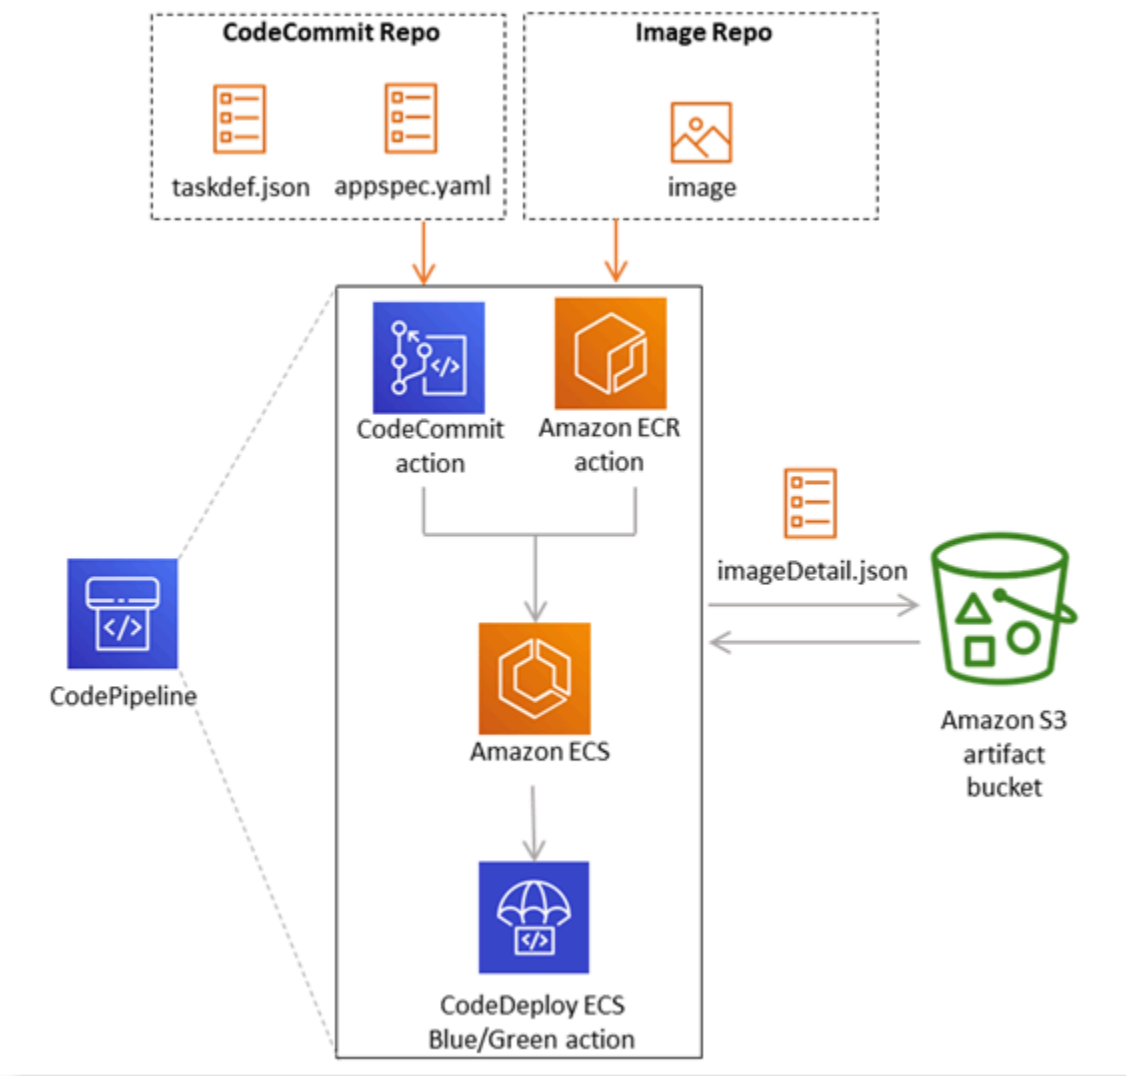 CodeCommit Repo
Image Repo
taskdef.json
appspec.yaml
image
CodeCommit
action
Amazon ECR
action
imageDetail.json
CodePipeline
Amazon ECS
Amazon S3
artifact
bucket
CodeDeploy ECS
Blue/Green action